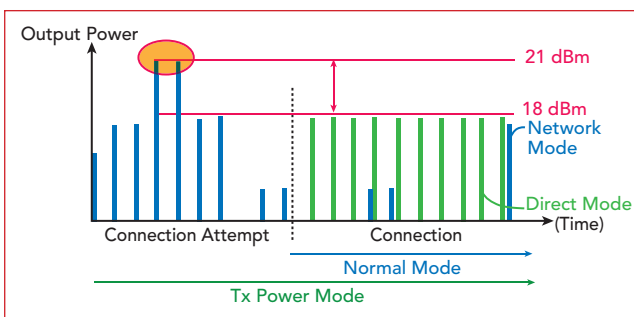 Output Power
21 dBm
18 dBm
Network
Mode
Direct Mode
(Time)
Connection Attempt
Connection
Normal Mode
Tx Power Mode